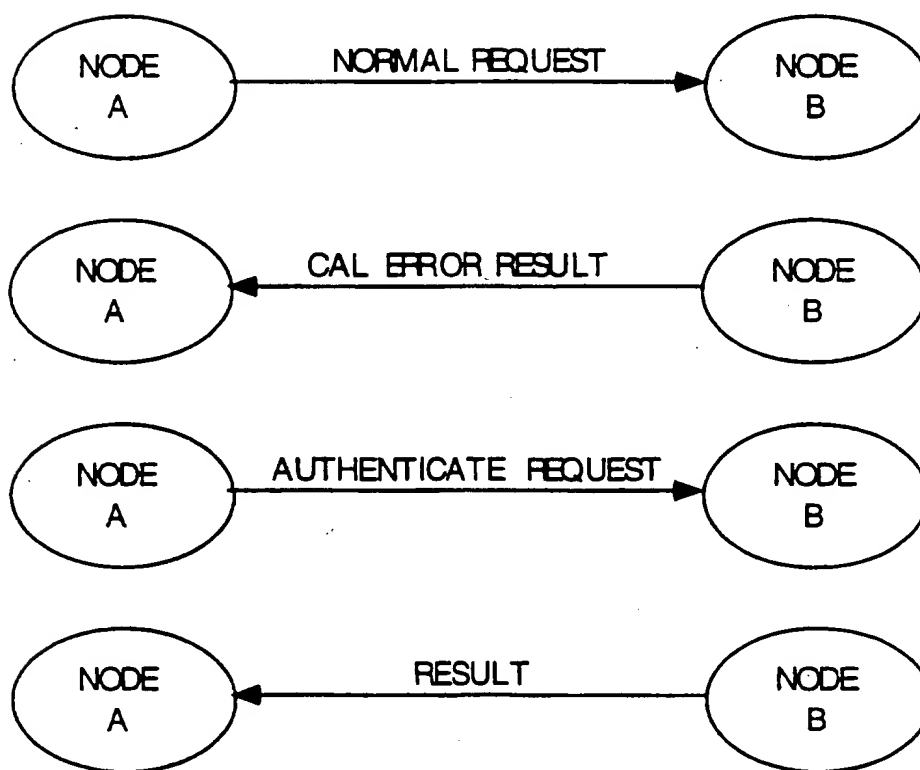 NODE
A
NORMAL REQUEST
NODE
B
NODE
A
CAL ERROR RESULT
NODE
B
NODE
A
AUTHENTICATE REQUEST
NODE
B
NODE
A
RESULT
NODE
B